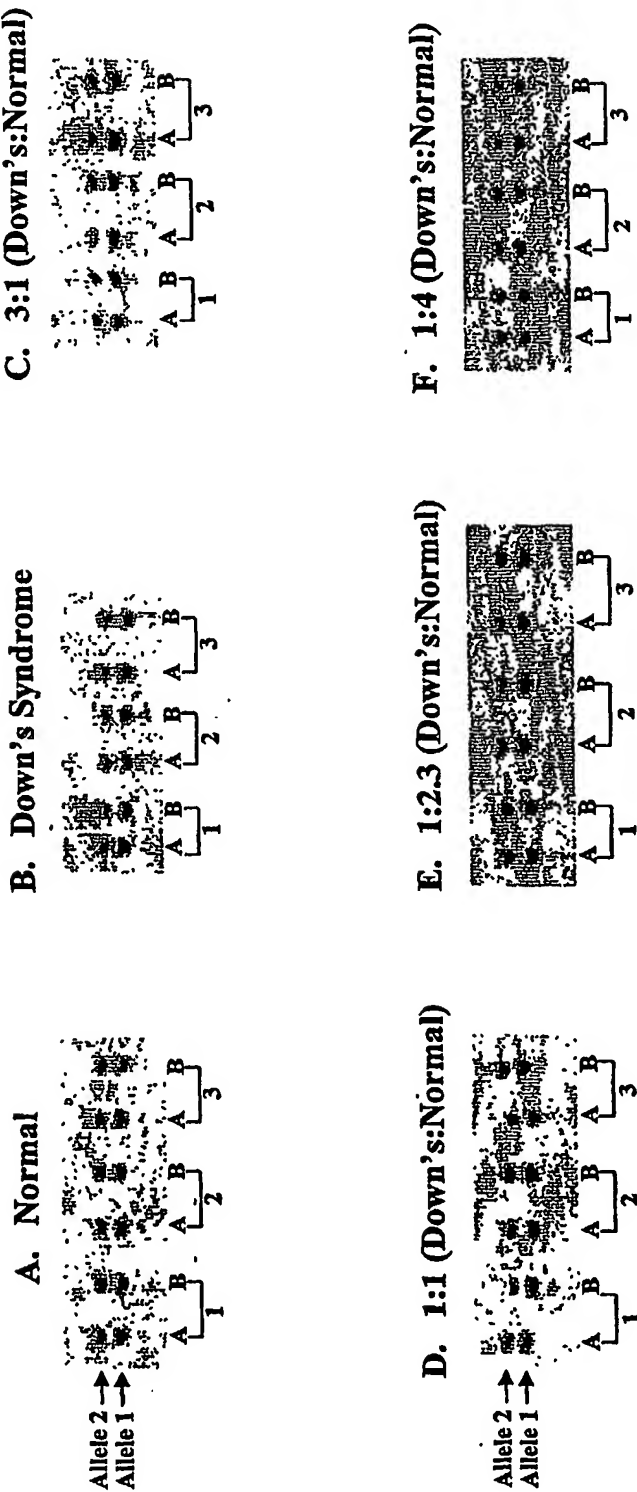 A. Normal
Allele 2
Allele 1
A B A B A B
1 2 3
B. Down's Syndrome
A B A B A B
1 2 3
C. 3:1 (Down's:Normal)
A B A B A B
1 2 3
D. 1:1 (Down's:Normal)
Allele 2
Allele 1
A B A B A B
1 2 3
E. 1:2.3 (Down's:Normal)
A B A B A B
1 2 3
F. 1:4 (Down's:Normal)
A B A B A B
1 2 3